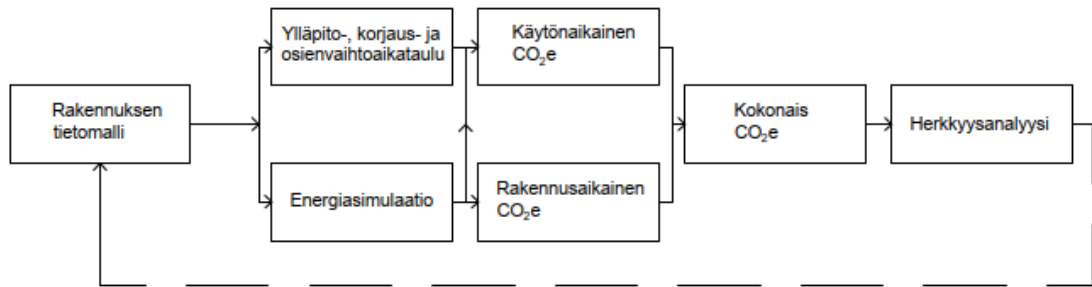 Ylläpito-, korjaus- ja
osienvaihtoaikataulu
Käytönaikainen
CO₂e
Rakennuksen
tietomalli
Kokonais
CO₂e
Herkkyysanalyysi
Energiasimulaatio
Rakennusaikainen
CO₂e